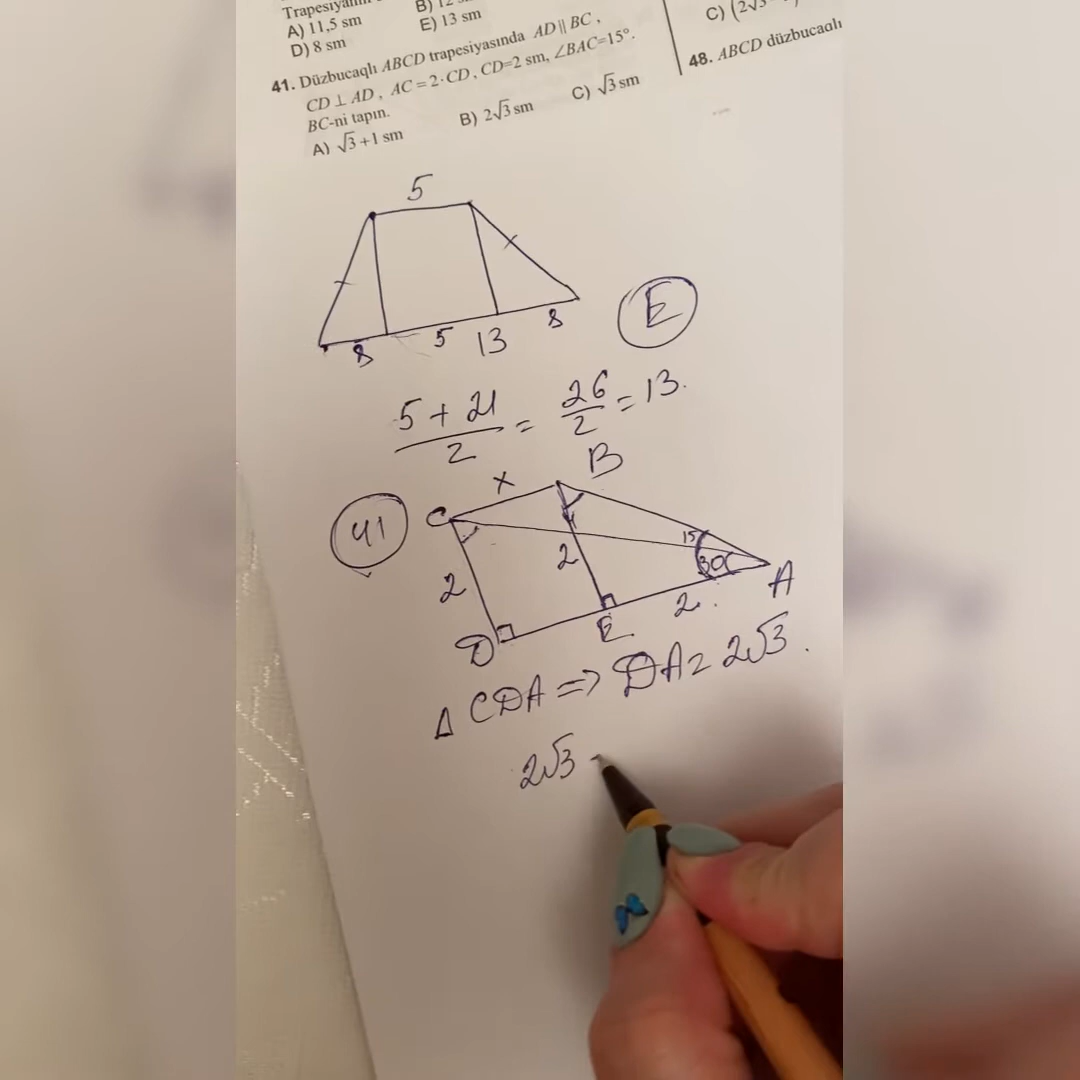 Trapesiyanın
A) 11,5 sm
B) 12
D) 8 sm
E) 13 sm
41. Düzbucaqlı ABCD trapesiyasında AD || BC ,
CD ⊥ AD , AC = 2·CD , CD=2 sm, ∠BAC=15°.
BC-ni tapın.
A) √3+1 sm
B) 2√3 sm
C) √3 sm
48. ABCD düzbucaqlı
5
8
5
13
8
E
5+21/2 = 26/2 = 13.
41
C
x
B
2
2
15
30
A
D
E
2
Δ CDA => DA = 2√3 .
2√3 -